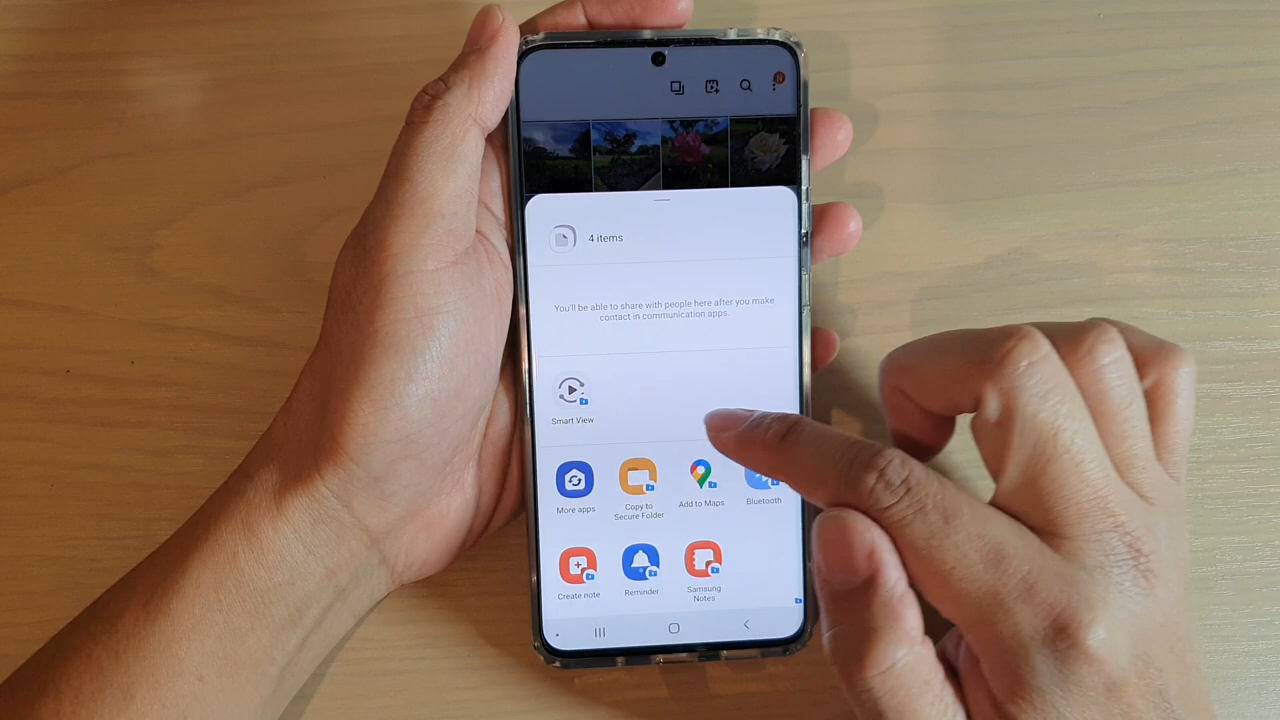 N
4 items
You'll be able to share with people here after you make
contact in communication apps.
Smart View
More apps
Copy to
Secure Folder
Add to Maps
Bluetooth
Create note
Reminder
Samsung
Notes